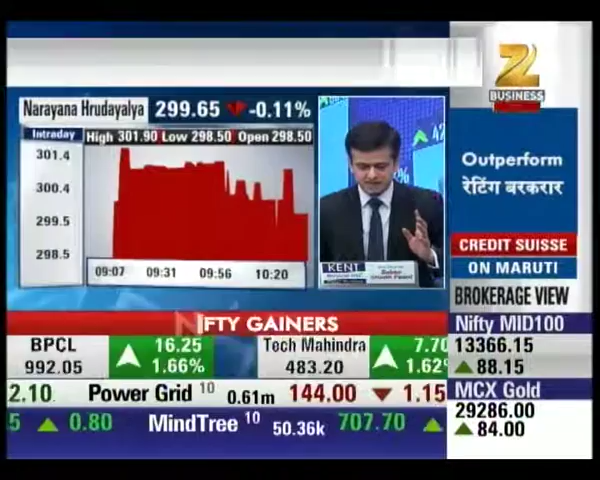 Z
BUSINESS
Narayana Hrudayalya 299.65 -0.11%
Intraday High 301.90 Low 298.50 Open 298.50
301.4
300.4
299.5
298.5
09:07 09:31 09:56 10:20
KENT
Outperform
रेटिंग बरकरार
CREDIT SUISSE
ON MARUTI
BROKERAGE VIEW
NIFTY GAINERS
BPCL 16.25 Tech Mahindra 7.70
992.05 1.66% 483.20 1.62%
2.10 Power Grid 10 0.61m 144.00 1.15
5 0.80 MindTree 10 50.36k 707.70
Nifty MID100
13366.15
88.15
MCX Gold
29286.00
84.00